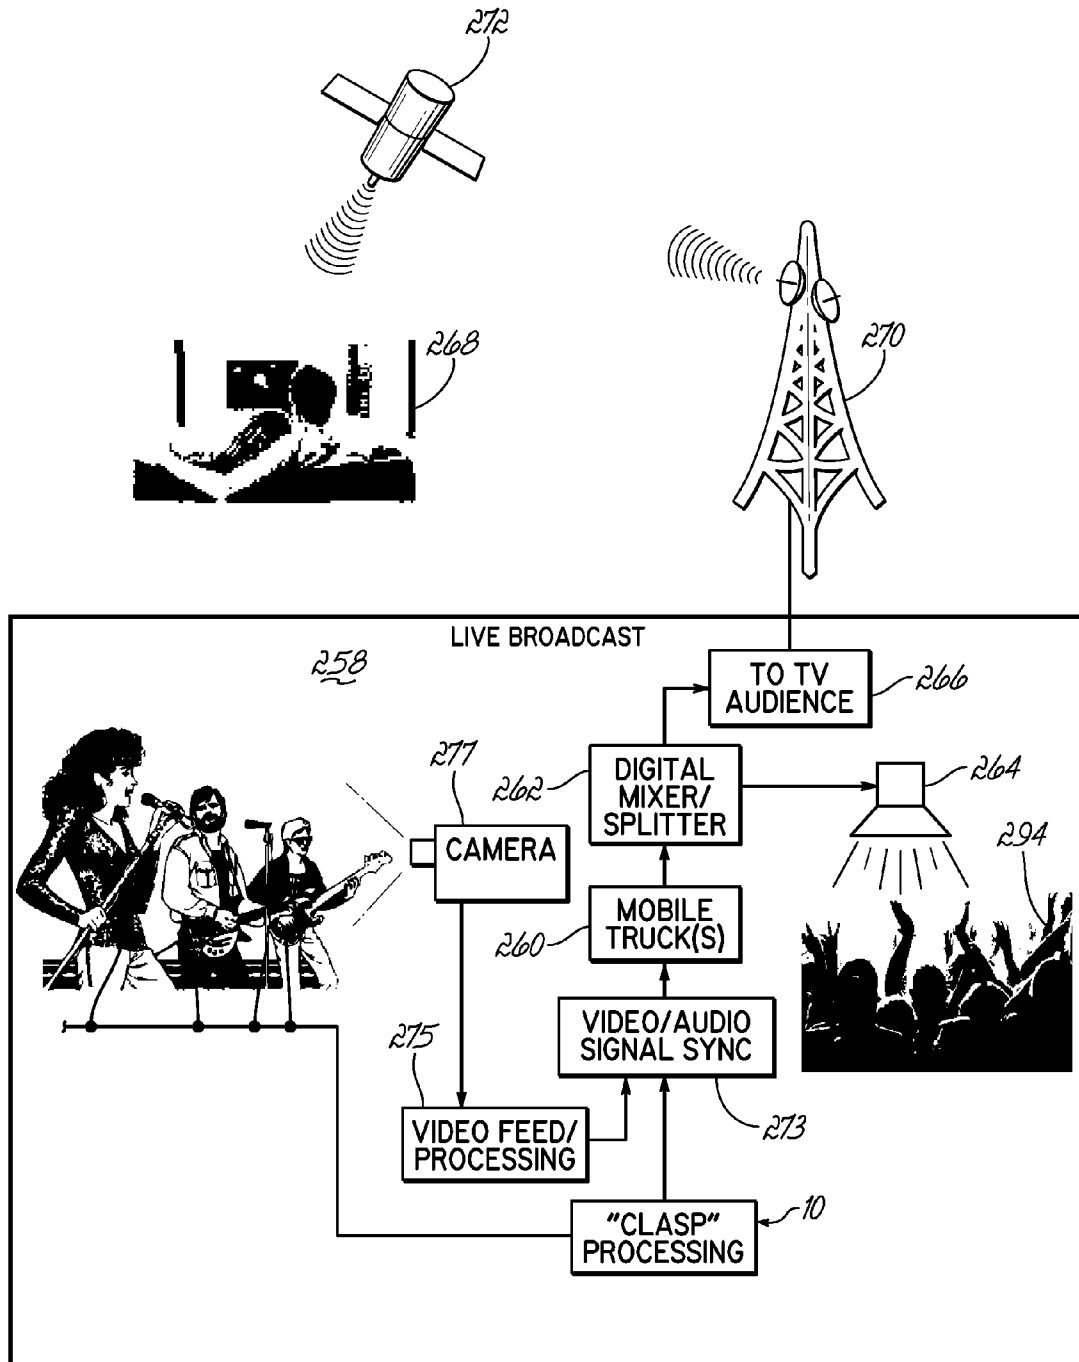 272
270
268
LIVE BROADCAST
258
TO TV
AUDIENCE
266
277
262
DIGITAL
MIXER/
SPLITTER
264
CAMERA
294
260
MOBILE
TRUCK(S)
275
VIDEO/AUDIO
SIGNAL SYNC
273
VIDEO FEED/
PROCESSING
"CLASP"
PROCESSING
10